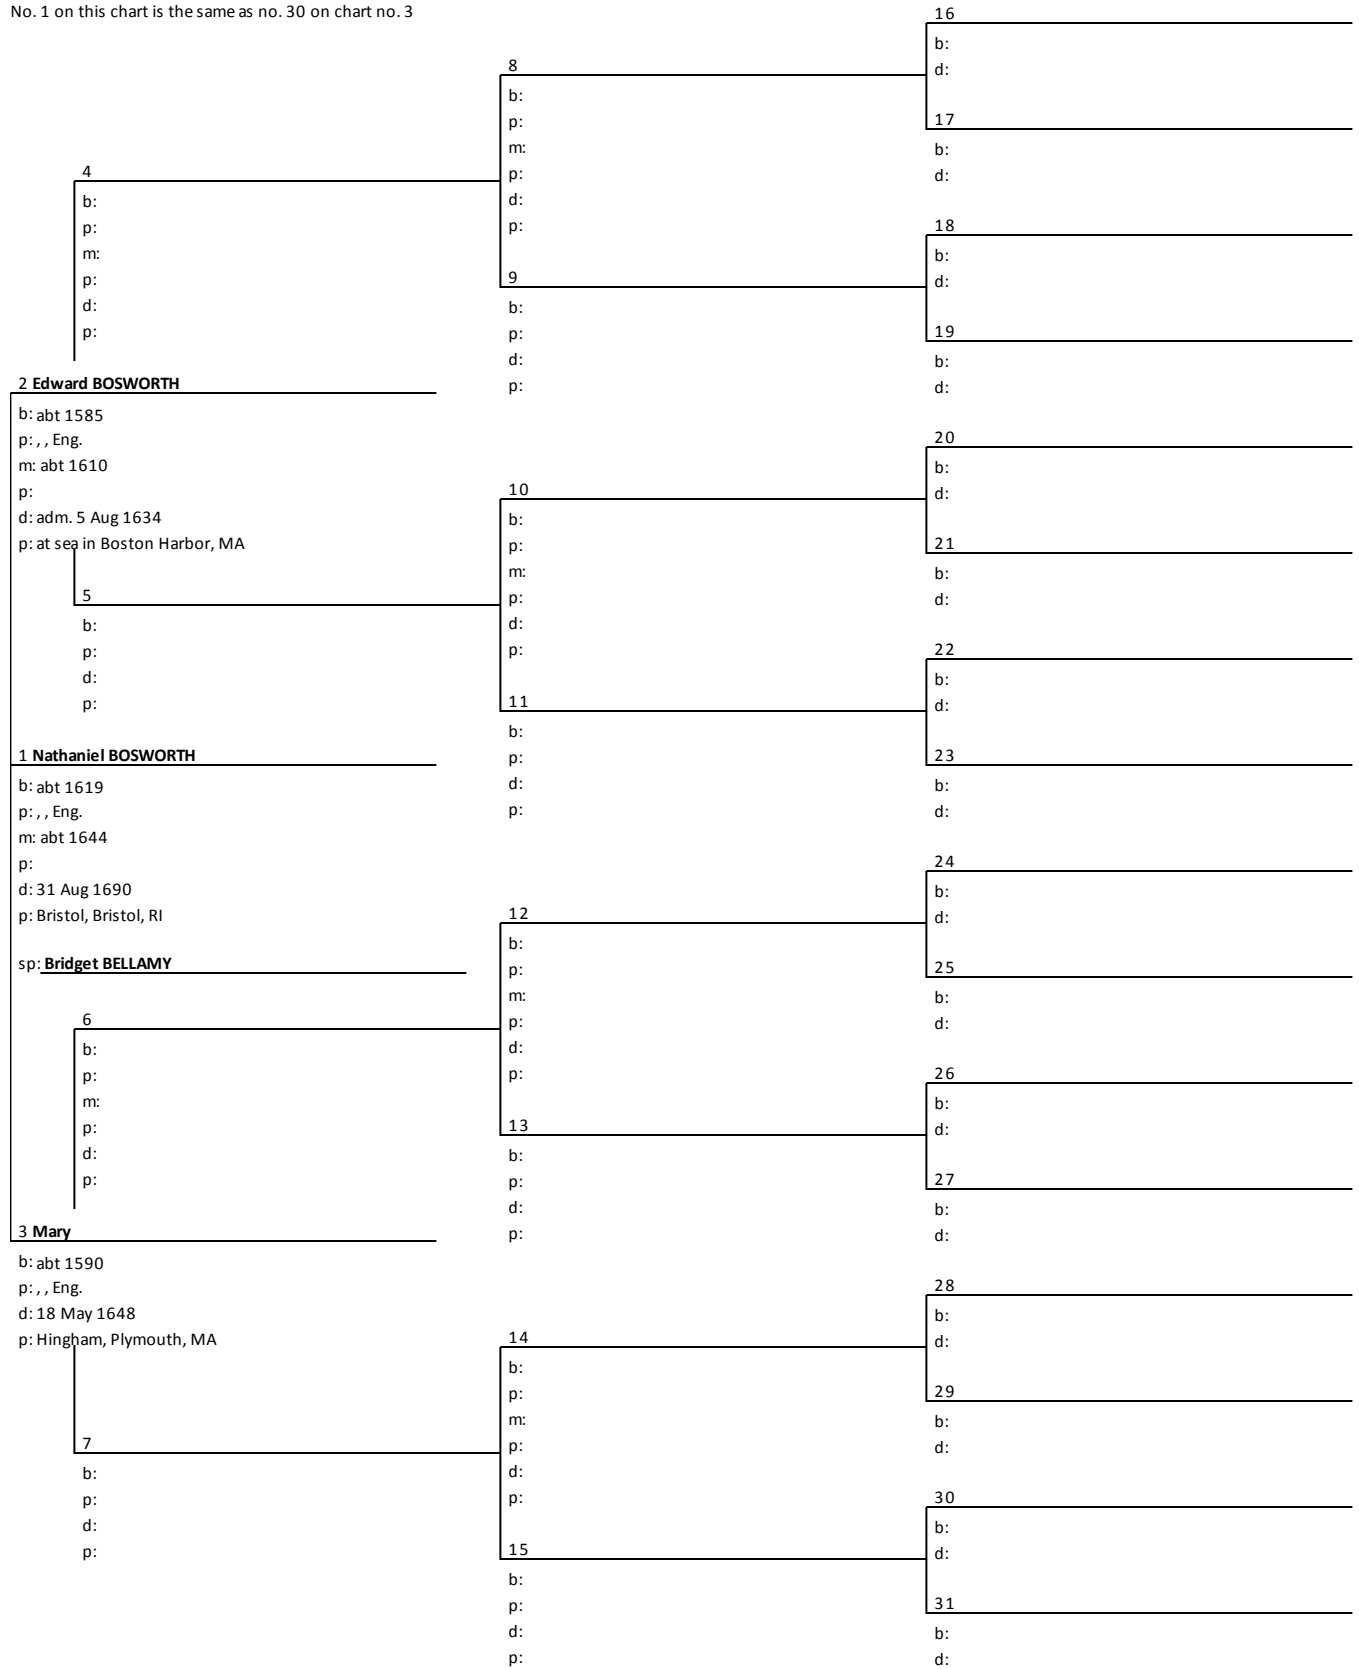 No. 1 on this chart is the same as no. 30 on chart no. 3
2 Edward BOSWORTH
b: abt 1585
p: , , Eng.
m: abt 1610
p:
d: adm. 5 Aug 1634
p: at sea in Boston Harbor, MA
1 Nathaniel BOSWORTH
b: abt 1619
p: , , Eng.
m: abt 1644
p:
d: 31 Aug 1690
p: Bristol, Bristol, RI
sp: Bridget BELLAMY
3 Mary
b: abt 1590
p: , , Eng.
d: 18 May 1648
p: Hingham, Plymouth, MA
4
b:
p:
m:
p:
d:
p:
5
b:
p:
d:
p:
6
b:
p:
m:
p:
d:
p:
7
b:
p:
d:
p:
8
b:
p:
m:
p:
d:
p:
9
b:
p:
d:
p:
10
b:
p:
m:
p:
d:
p:
11
b:
p:
d:
p:
12
b:
p:
m:
p:
d:
p:
13
b:
p:
d:
p:
14
b:
p:
m:
p:
d:
p:
15
b:
p:
d:
p:
16
b:
d:
17
b:
d:
18
b:
d:
19
b:
d:
20
b:
d:
21
b:
d:
22
b:
d:
23
b:
d:
24
b:
d:
25
b:
d:
26
b:
d:
27
b:
d:
28
b:
d:
29
b:
d:
30
b:
d:
31
b:
d: